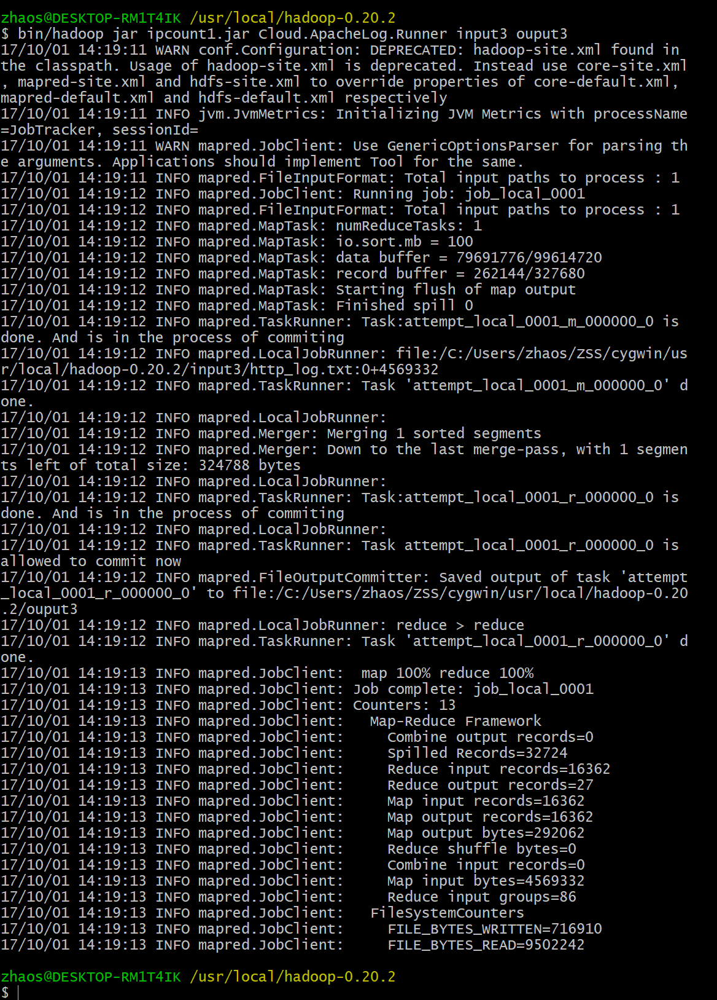 zhaos@DESKTOP-RM1T4IK /usr/local/hadoop-0.20.2
$ bin/hadoop jar ipcount1.jar Cloud.ApacheLog.Runner input3 ouput3
17/10/01 14:19:11 WARN conf.Configuration: DEPRECATED: hadoop-site.xml found in
the classpath. Usage of hadoop-site.xml is deprecated. Instead use core-site.xml
, mapred-site.xml and hdfs-site.xml to override properties of core-default.xml,
mapred-default.xml and hdfs-default.xml respectively
17/10/01 14:19:11 INFO jvm.JvmMetrics: Initializing JVM Metrics with processName
=JobTracker, sessionId=
17/10/01 14:19:11 WARN mapred.JobClient: Use GenericOptionsParser for parsing th
e arguments. Applications should implement Tool for the same.
17/10/01 14:19:11 INFO mapred.FileInputFormat: Total input paths to process : 1
17/10/01 14:19:12 INFO mapred.JobClient: Running job: job_local_0001
17/10/01 14:19:12 INFO mapred.FileInputFormat: Total input paths to process : 1
17/10/01 14:19:12 INFO mapred.MapTask: numReduceTasks: 1
17/10/01 14:19:12 INFO mapred.MapTask: io.sort.mb = 100
17/10/01 14:19:12 INFO mapred.MapTask: data buffer = 79691776/99614720
17/10/01 14:19:12 INFO mapred.MapTask: record buffer = 262144/327680
17/10/01 14:19:12 INFO mapred.MapTask: Starting flush of map output
17/10/01 14:19:12 INFO mapred.MapTask: Finished spill 0
17/10/01 14:19:12 INFO mapred.TaskRunner: Task:attempt_local_0001_m_000000_0 is
done. And is in the process of commiting
17/10/01 14:19:12 INFO mapred.LocalJobRunner: file:/C:/Users/zhaos/ZSS/cygwin/us
r/local/hadoop-0.20.2/input3/http_log.txt:0+4569332
17/10/01 14:19:12 INFO mapred.TaskRunner: Task 'attempt_local_0001_m_000000_0' d
one.
17/10/01 14:19:12 INFO mapred.LocalJobRunner:
17/10/01 14:19:12 INFO mapred.Merger: Merging 1 sorted segments
17/10/01 14:19:12 INFO mapred.Merger: Down to the last merge-pass, with 1 segmen
ts left of total size: 324788 bytes
17/10/01 14:19:12 INFO mapred.LocalJobRunner:
17/10/01 14:19:12 INFO mapred.TaskRunner: Task:attempt_local_0001_r_000000_0 is
done. And is in the process of commiting
17/10/01 14:19:12 INFO mapred.LocalJobRunner:
17/10/01 14:19:12 INFO mapred.TaskRunner: Task attempt_local_0001_r_000000_0 is
allowed to commit now
17/10/01 14:19:12 INFO mapred.FileOutputCommitter: Saved output of task 'attempt
_local_0001_r_000000_0' to file:/C:/Users/zhaos/ZSS/cygwin/usr/local/hadoop-0.20
.2/ouput3
17/10/01 14:19:12 INFO mapred.LocalJobRunner: reduce > reduce
17/10/01 14:19:12 INFO mapred.TaskRunner: Task 'attempt_local_0001_r_000000_0' d
one.
17/10/01 14:19:13 INFO mapred.JobClient:  map 100% reduce 100%
17/10/01 14:19:13 INFO mapred.JobClient: Job complete: job_local_0001
17/10/01 14:19:13 INFO mapred.JobClient: Counters: 13
17/10/01 14:19:13 INFO mapred.JobClient:   Map-Reduce Framework
17/10/01 14:19:13 INFO mapred.JobClient:     Combine output records=0
17/10/01 14:19:13 INFO mapred.JobClient:     Spilled Records=32724
17/10/01 14:19:13 INFO mapred.JobClient:     Reduce input records=16362
17/10/01 14:19:13 INFO mapred.JobClient:     Reduce output records=27
17/10/01 14:19:13 INFO mapred.JobClient:     Map input records=16362
17/10/01 14:19:13 INFO mapred.JobClient:     Map output records=16362
17/10/01 14:19:13 INFO mapred.JobClient:     Map output bytes=292062
17/10/01 14:19:13 INFO mapred.JobClient:     Reduce shuffle bytes=0
17/10/01 14:19:13 INFO mapred.JobClient:     Combine input records=0
17/10/01 14:19:13 INFO mapred.JobClient:     Map input bytes=4569332
17/10/01 14:19:13 INFO mapred.JobClient:     Reduce input groups=86
17/10/01 14:19:13 INFO mapred.JobClient:   FileSystemCounters
17/10/01 14:19:13 INFO mapred.JobClient:     FILE_BYTES_WRITTEN=716910
17/10/01 14:19:13 INFO mapred.JobClient:     FILE_BYTES_READ=9502242
zhaos@DESKTOP-RM1T4IK /usr/local/hadoop-0.20.2
$